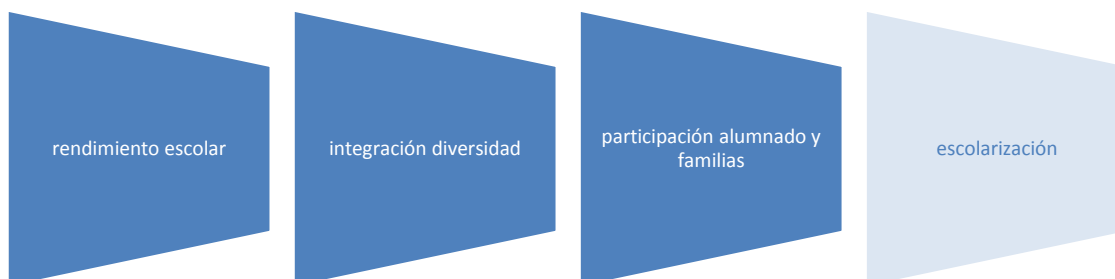 rendimiento escolar
integración diversidad
participación alumnado y
familias
escolarización